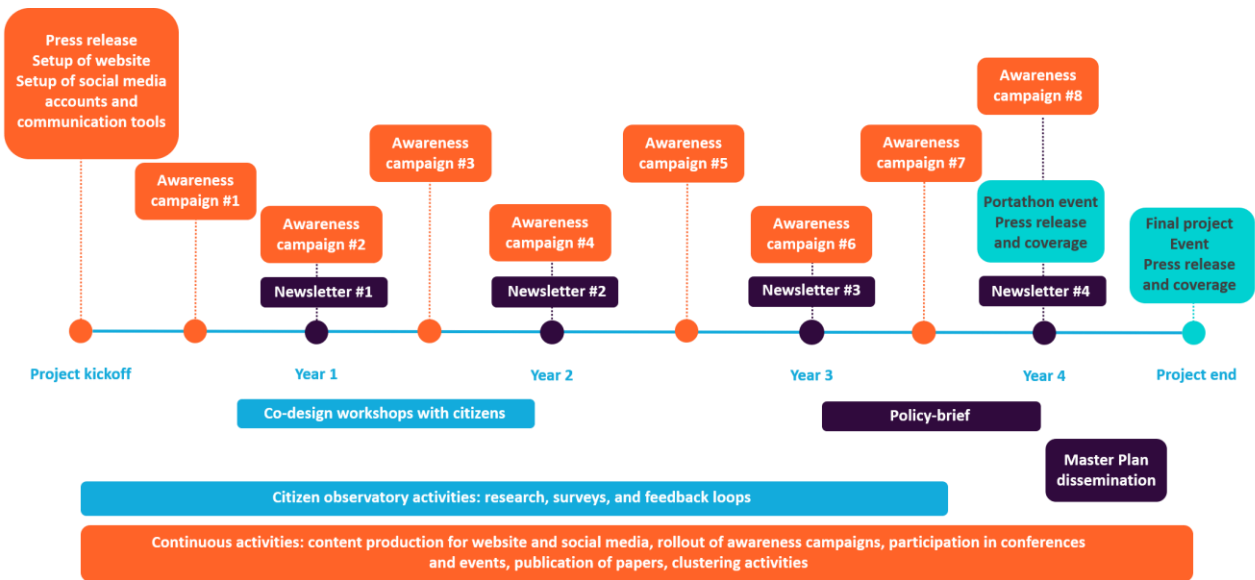 Press release
Setup of website
Setup of social media
accounts and
communication tools
Awareness
campaign #1
Awareness
campaign #2
Newsletter #1
Awareness
campaign #3
Awareness
campaign #4
Newsletter #2
Awareness
campaign #5
Awareness
campaign #6
Newsletter #3
Awareness
campaign #7
Awareness
campaign #8
Portathon event
Press release
and coverage
Newsletter #4
Final project
Event
Press release
and coverage
Project kickoff
Year 1
Year 2
Year 3
Year 4
Project end
Co-design workshops with citizens
Policy-brief
Master Plan
dissemination
Citizen observatory activities: research, surveys, and feedback loops
Continuous activities: content production for website and social media, rollout of awareness campaigns, participation in conferences
and events, publication of papers, clustering activities